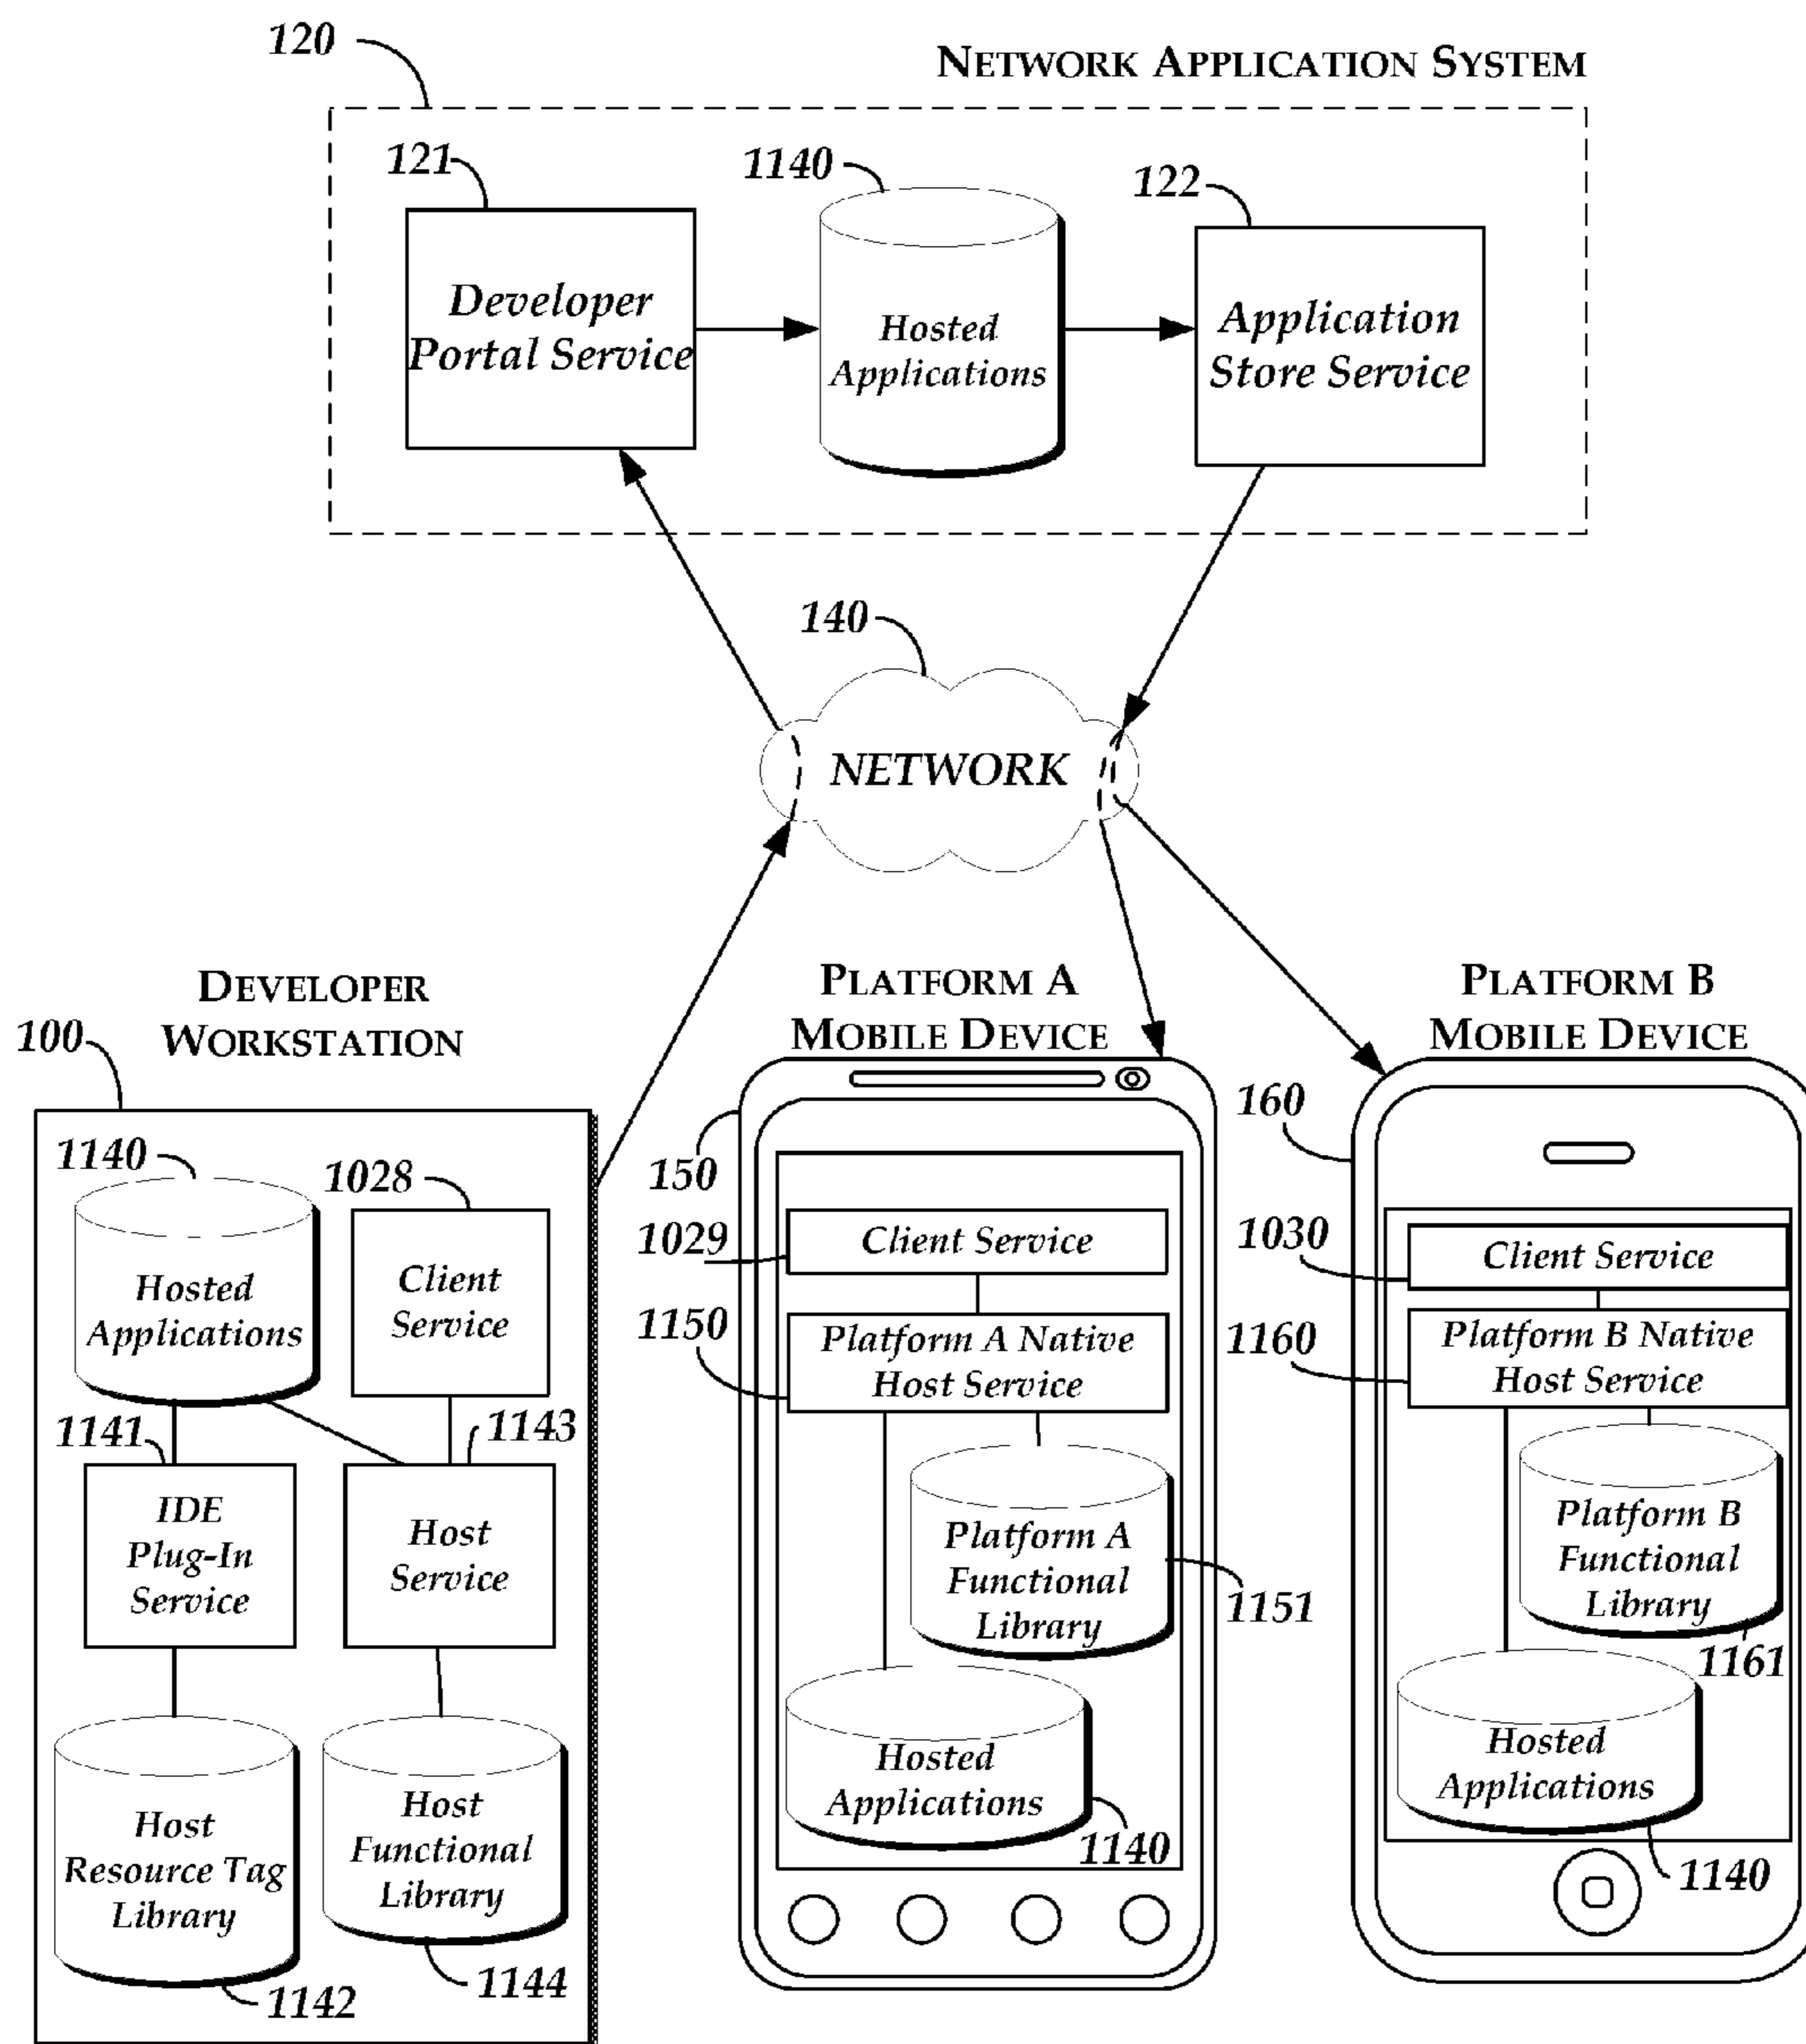 120
NETWORK APPLICATION SYSTEM
121
1140
122
Developer
Portal Service
Hosted
Applications
Application
Store Service
140
NETWORK
DEVELOPER
WORKSTATION
100
1140
1028
Hosted
Applications
Client
Service
1141
1143
IDE
Plug-In
Service
Host
Service
Host
Resource Tag
Library
Host
Functional
Library
1142
1144
PLATFORM A
MOBILE DEVICE
150
1029
Client Service
1150
Platform A Native
Host Service
Platform A
Functional
Library
1151
Hosted
Applications
1140
PLATFORM B
MOBILE DEVICE
160
1030
Client Service
1160
Platform B Native
Host Service
Platform B
Functional
Library
1161
Hosted
Applications
1140